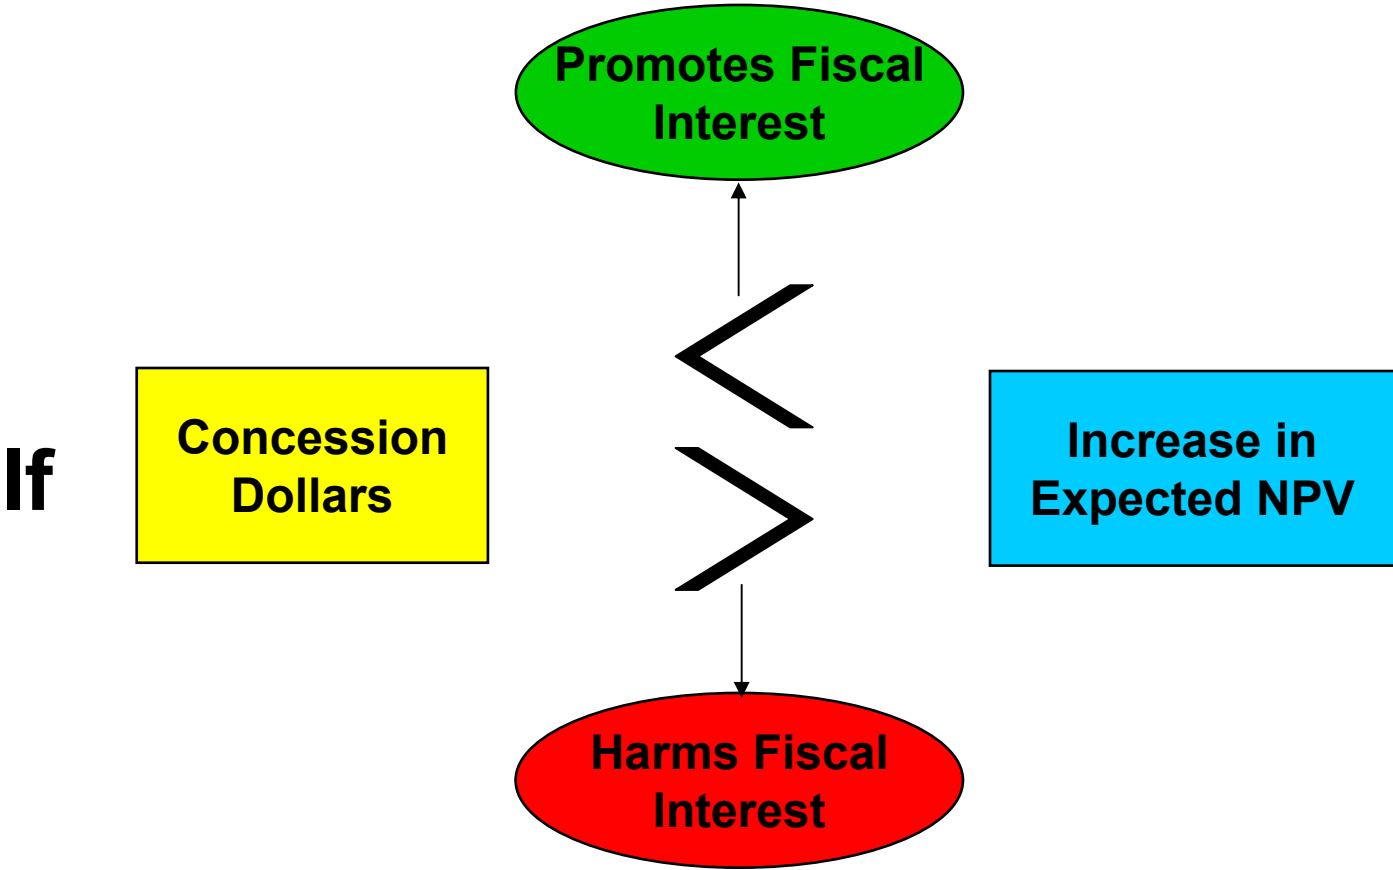 Promotes Fiscal
Interest
<
If
Concession
Dollars
Increase in
Expected NPV
>
Harms Fiscal
Interest